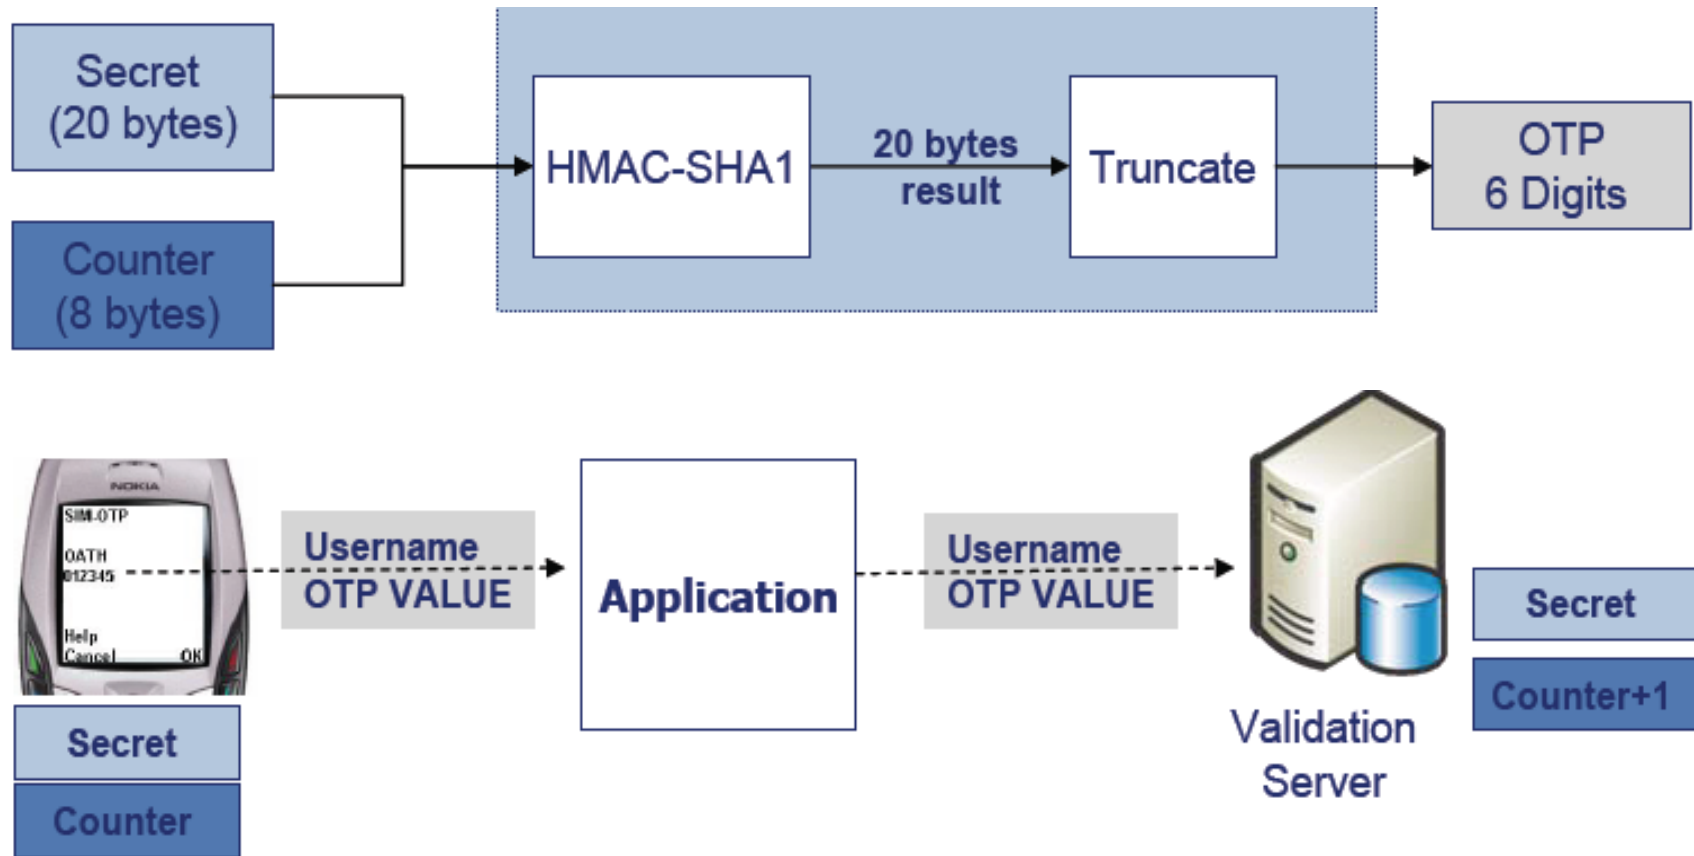 Secret
(20 bytes)
Counter
(8 bytes)
HMAC-SHA1
20 bytes
result
Truncate
OTP
6 Digits
NOKIA
SIM-OTP
OATH
012345
Help
Cancel OK
Secret
Counter
Username
OTP VALUE
Application
Username
OTP VALUE
Validation
Server
Secret
Counter+1